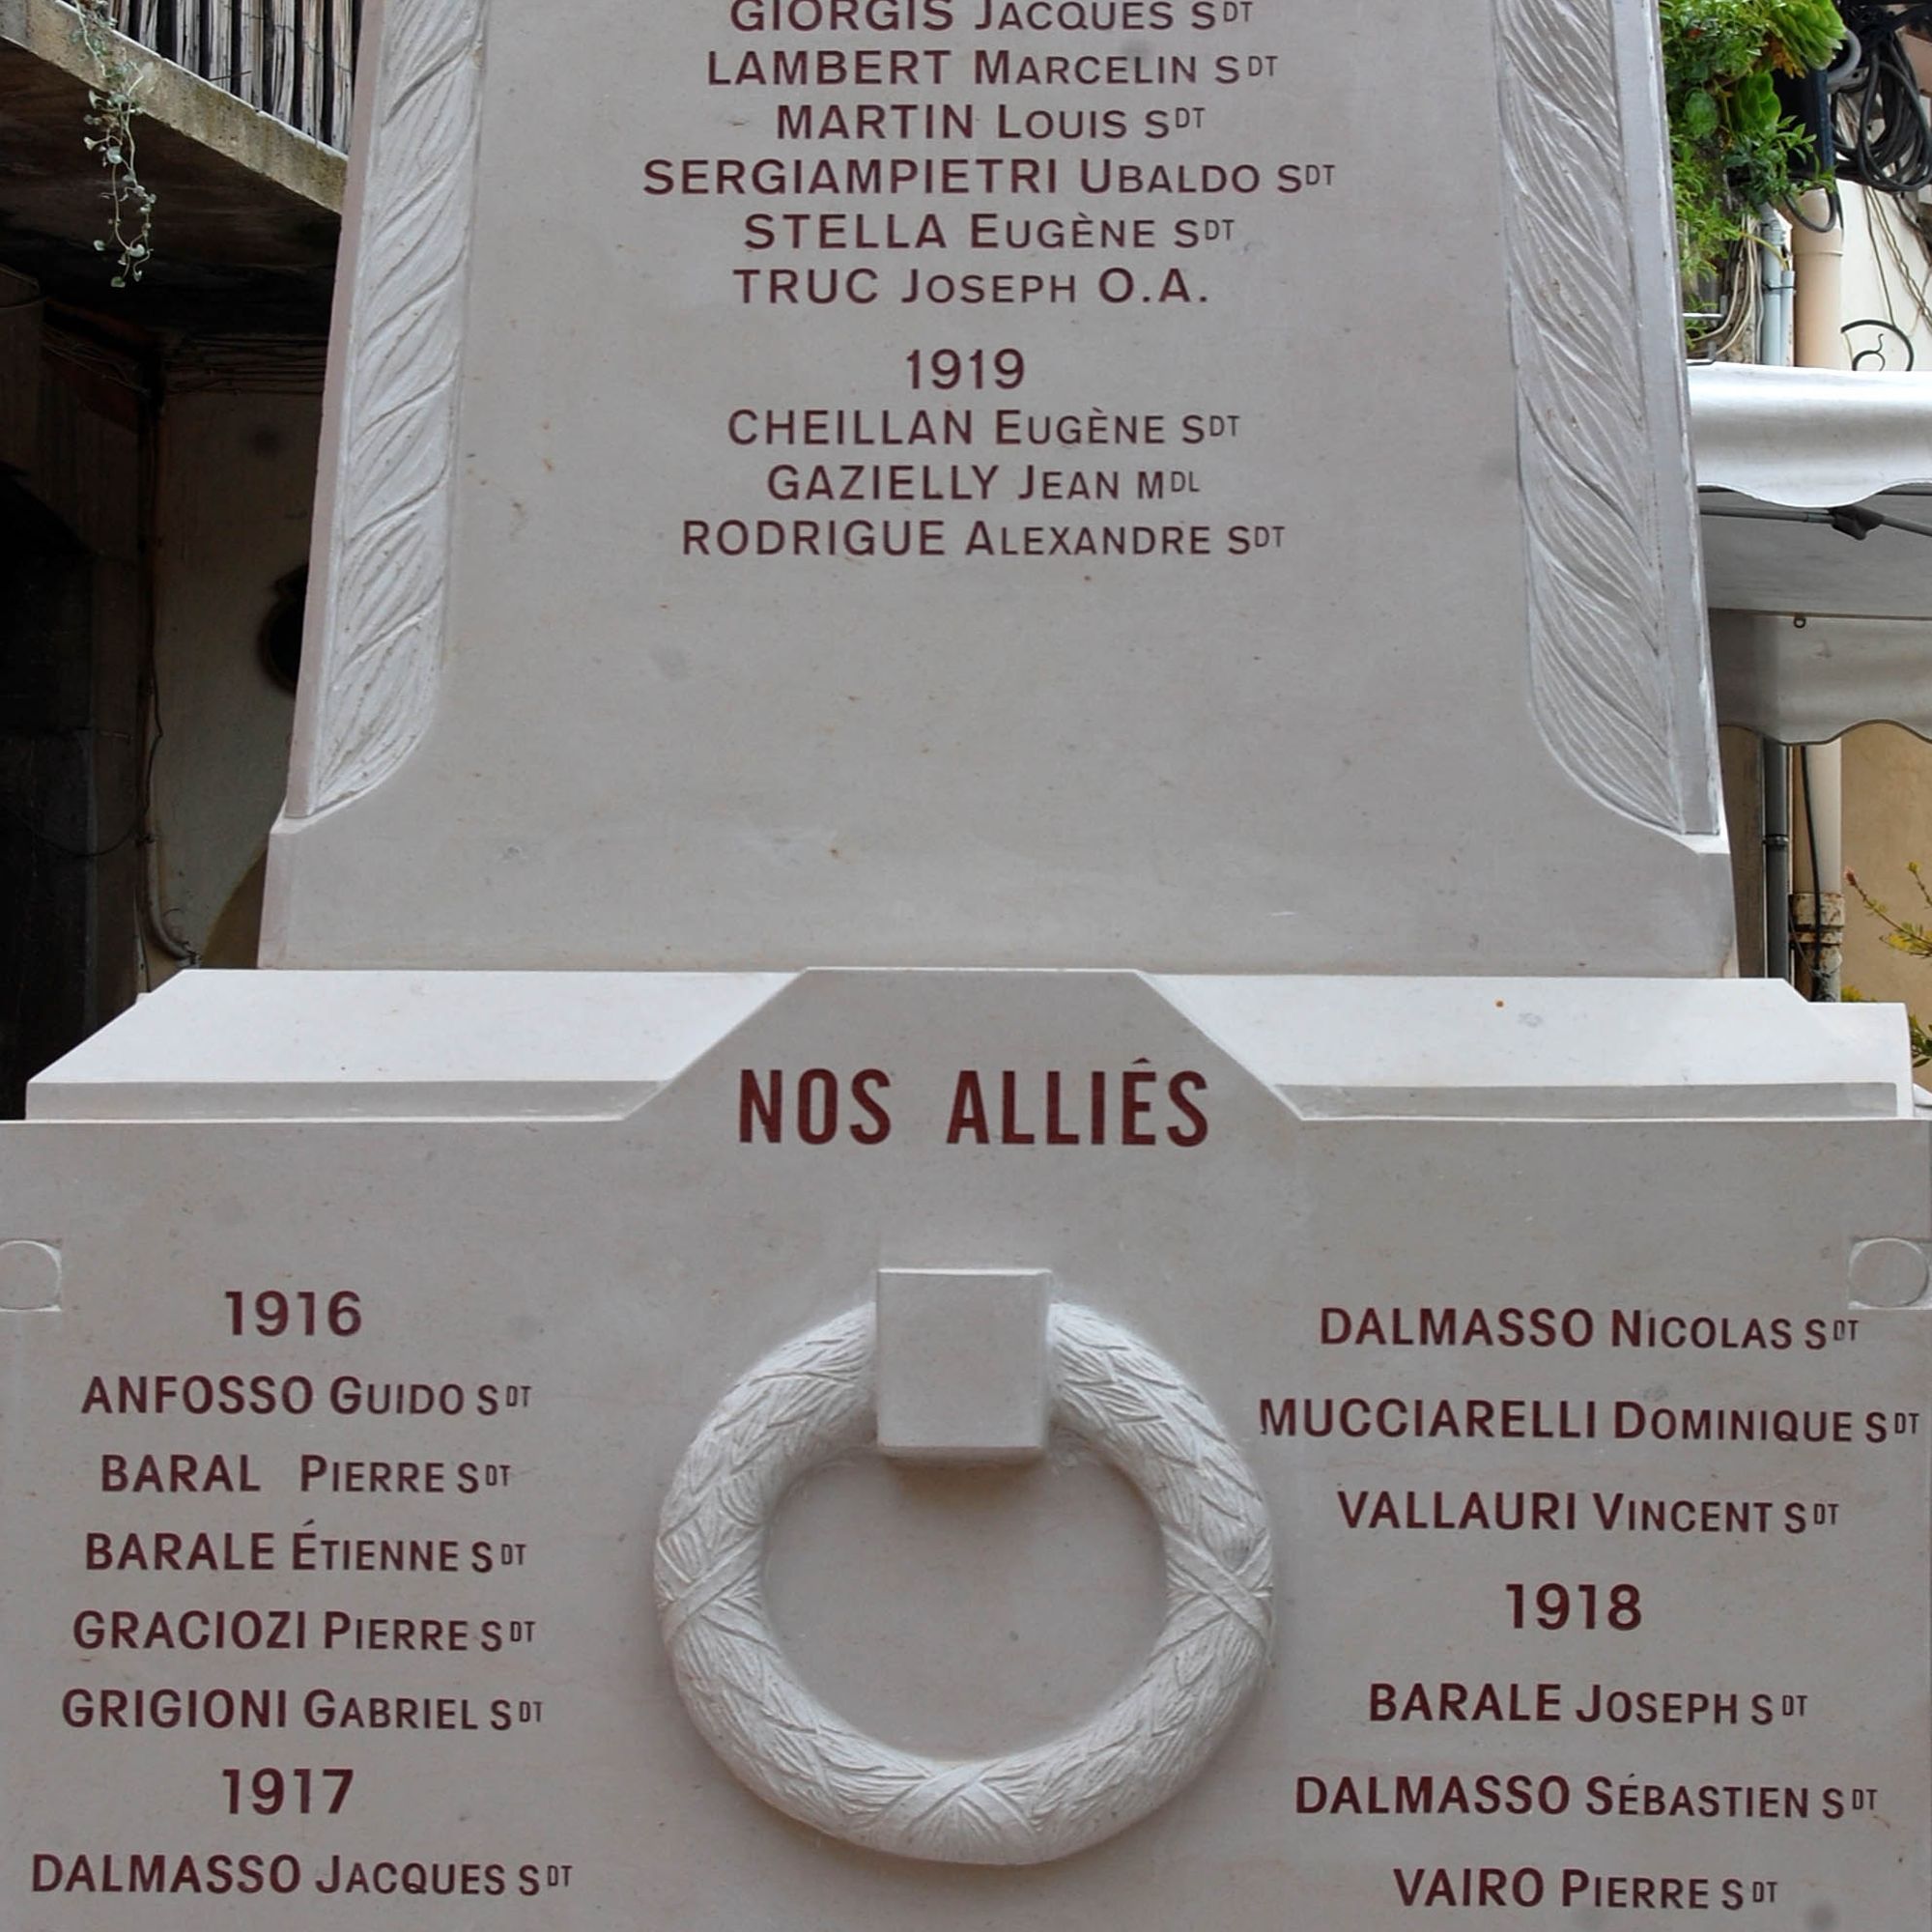 GIORGIS JACQUES SDT
LAMBERT MARCELIN SDT
MARTIN LOUIS SDT
SERGIAMPIETRI UBALDO SDT
STELLA EUGÈNE SDT
TRUC JOSEPH O.A.
1919
CHEILLAN EUGÈNE SDT
GAZIELLY JEAN MDL
RODRIGUE ALEXANDRE SDT
NOS ALLIÊS
1916
ANFOSSO GUIDO SDT
BARAL PIERRE SDT
BARALE ÉTIENNE SDT
GRACIOZI PIERRE SDT
GRIGIONI GABRIEL SDT
1917
DALMASSO JACQUES SDT
DALMASSO NICOLAS SDT
MUCCIARELLI DOMINIQUE SDT
VALLAURI VINCENT SDT
1918
BARALE JOSEPH SDT
DALMASSO SÉBASTIEN SDT
VAIRO PIERRE SDT